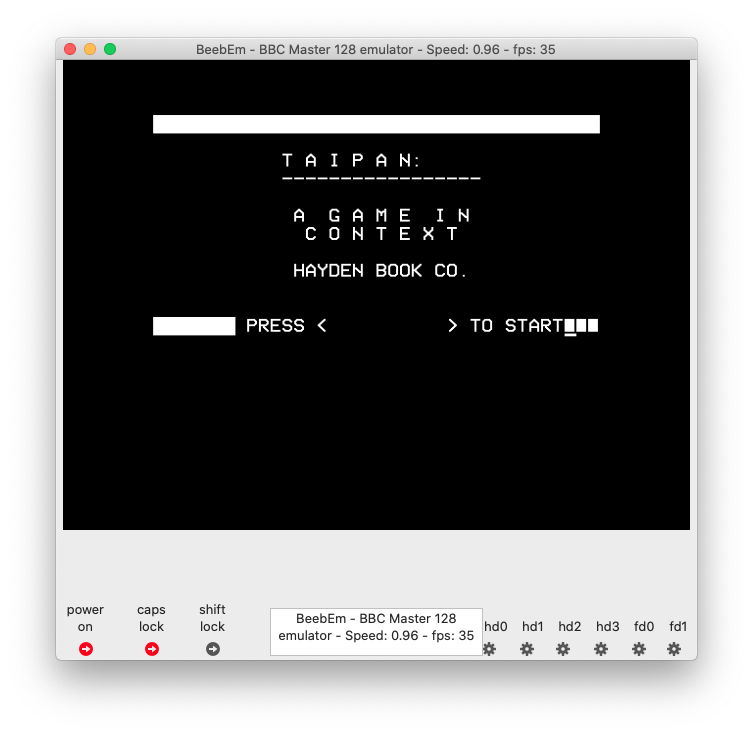 BeebEm - BBC Master 128 emulator - Speed: 0.96 - fps: 35
T A I P A N:
-----------------
A G A M E I N
C O N T E X T
HAYDEN BOOK CO.
PRESS < > TO START
power on
caps lock
shift lock
BeebEm - BBC Master 128
emulator - Speed: 0.96 - fps: 35
hd0 hd1 hd2 hd3 fd0 fd1